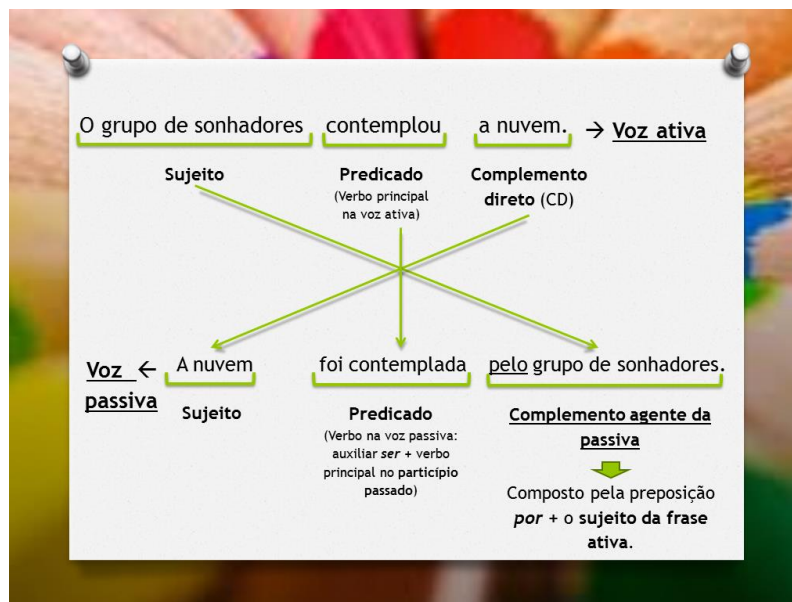 O grupo de sonhadores contemplou a nuvem. → Voz ativa
Sujeito
Predicado
(Verbo principal
na voz ativa)
Complemento
direto (CD)
Voz ←
passiva
A nuvem foi contemplada pelo grupo de sonhadores.
Sujeito
Predicado
(Verbo na voz passiva:
auxiliar ser + verbo
principal no particípio
passado)
Complemento agente da
passiva
Composto pela preposição
por + o sujeito da frase
ativa.